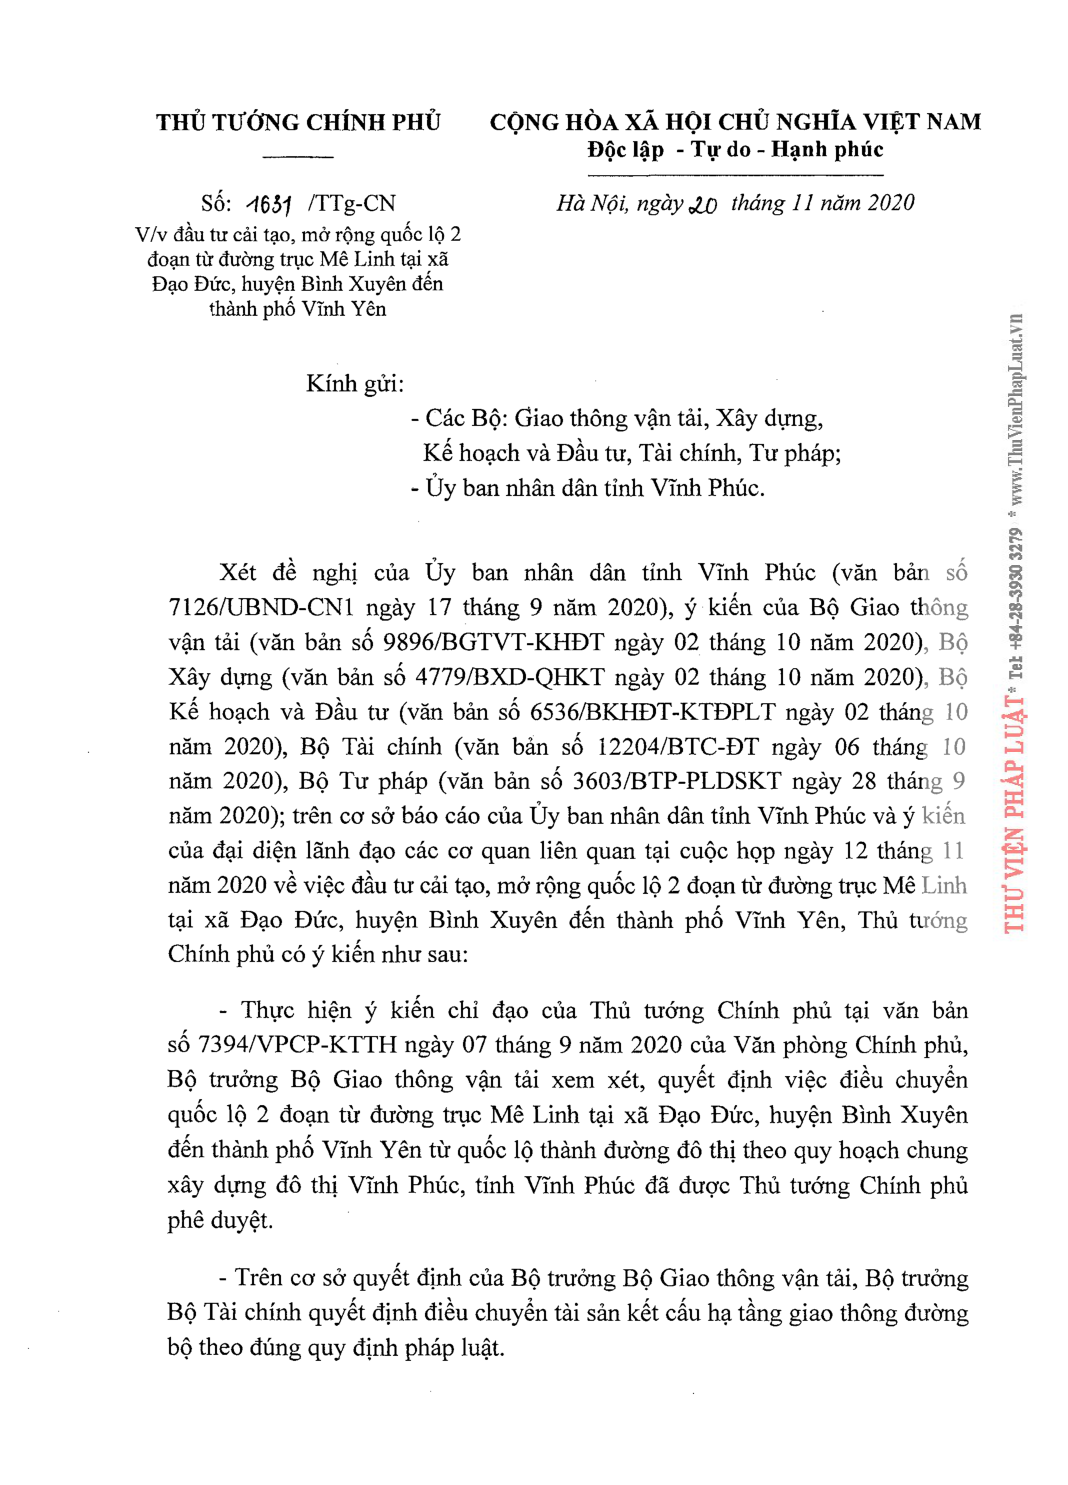 THỦ TƯỚNG CHÍNH PHỦ
CỘNG HÒA XÃ HỘI CHỦ NGHĨA VIỆT NAM
Độc lập - Tự do - Hạnh phúc
Số: 1631 /TTg-CN
Hà Nội, ngày 20 tháng 11 năm 2020
V/v đầu tư cải tạo, mở rộng quốc lộ 2
đoạn từ đường trục Mê Linh tại xã
Đạo Đức, huyện Bình Xuyên đến
thành phố Vĩnh Yên
Kính gửi:
- Các Bộ: Giao thông vận tải, Xây dựng,
Kế hoạch và Đầu tư, Tài chính, Tư pháp;
- Ủy ban nhân dân tỉnh Vĩnh Phúc.
Xét đề nghị của Ủy ban nhân dân tỉnh Vĩnh Phúc (văn bản số
7126/UBND-CN1 ngày 17 tháng 9 năm 2020), ý kiến của Bộ Giao thông
vận tải (văn bản số 9896/BGTVT-KHĐT ngày 02 tháng 10 năm 2020), Bộ
Xây dựng (văn bản số 4779/BXD-QHKT ngày 02 tháng 10 năm 2020), Bộ
Kế hoạch và Đầu tư (văn bản số 6536/BKHĐT-KTĐPLT ngày 02 tháng 10
năm 2020), Bộ Tài chính (văn bản số 12204/BTC-ĐT ngày 06 tháng 10
năm 2020), Bộ Tư pháp (văn bản số 3603/BTP-PLDSKT ngày 28 tháng 9
năm 2020); trên cơ sở báo cáo của Ủy ban nhân dân tỉnh Vĩnh Phúc và ý kiến
của đại diện lãnh đạo các cơ quan liên quan tại cuộc họp ngày 12 tháng 11
năm 2020 về việc đầu tư cải tạo, mở rộng quốc lộ 2 đoạn từ đường trục Mê Linh
tại xã Đạo Đức, huyện Bình Xuyên đến thành phố Vĩnh Yên, Thủ tướng
Chính phủ có ý kiến như sau:
- Thực hiện ý kiến chỉ đạo của Thủ tướng Chính phủ tại văn bản
số 7394/VPCP-KTTH ngày 07 tháng 9 năm 2020 của Văn phòng Chính phủ,
Bộ trưởng Bộ Giao thông vận tải xem xét, quyết định việc điều chuyển
quốc lộ 2 đoạn từ đường trục Mê Linh tại xã Đạo Đức, huyện Bình Xuyên
đến thành phố Vĩnh Yên từ quốc lộ thành đường đô thị theo quy hoạch chung
xây dựng đô thị Vĩnh Phúc, tỉnh Vĩnh Phúc đã được Thủ tướng Chính phủ
phê duyệt.
- Trên cơ sở quyết định của Bộ trưởng Bộ Giao thông vận tải, Bộ trưởng
Bộ Tài chính quyết định điều chuyển tài sản kết cấu hạ tầng giao thông đường
bộ theo đúng quy định pháp luật.
THƯ VIỆN PHÁP LUẬT * Tel: +84-28-3930 3279 * www.ThuVienPhapLuat.vn